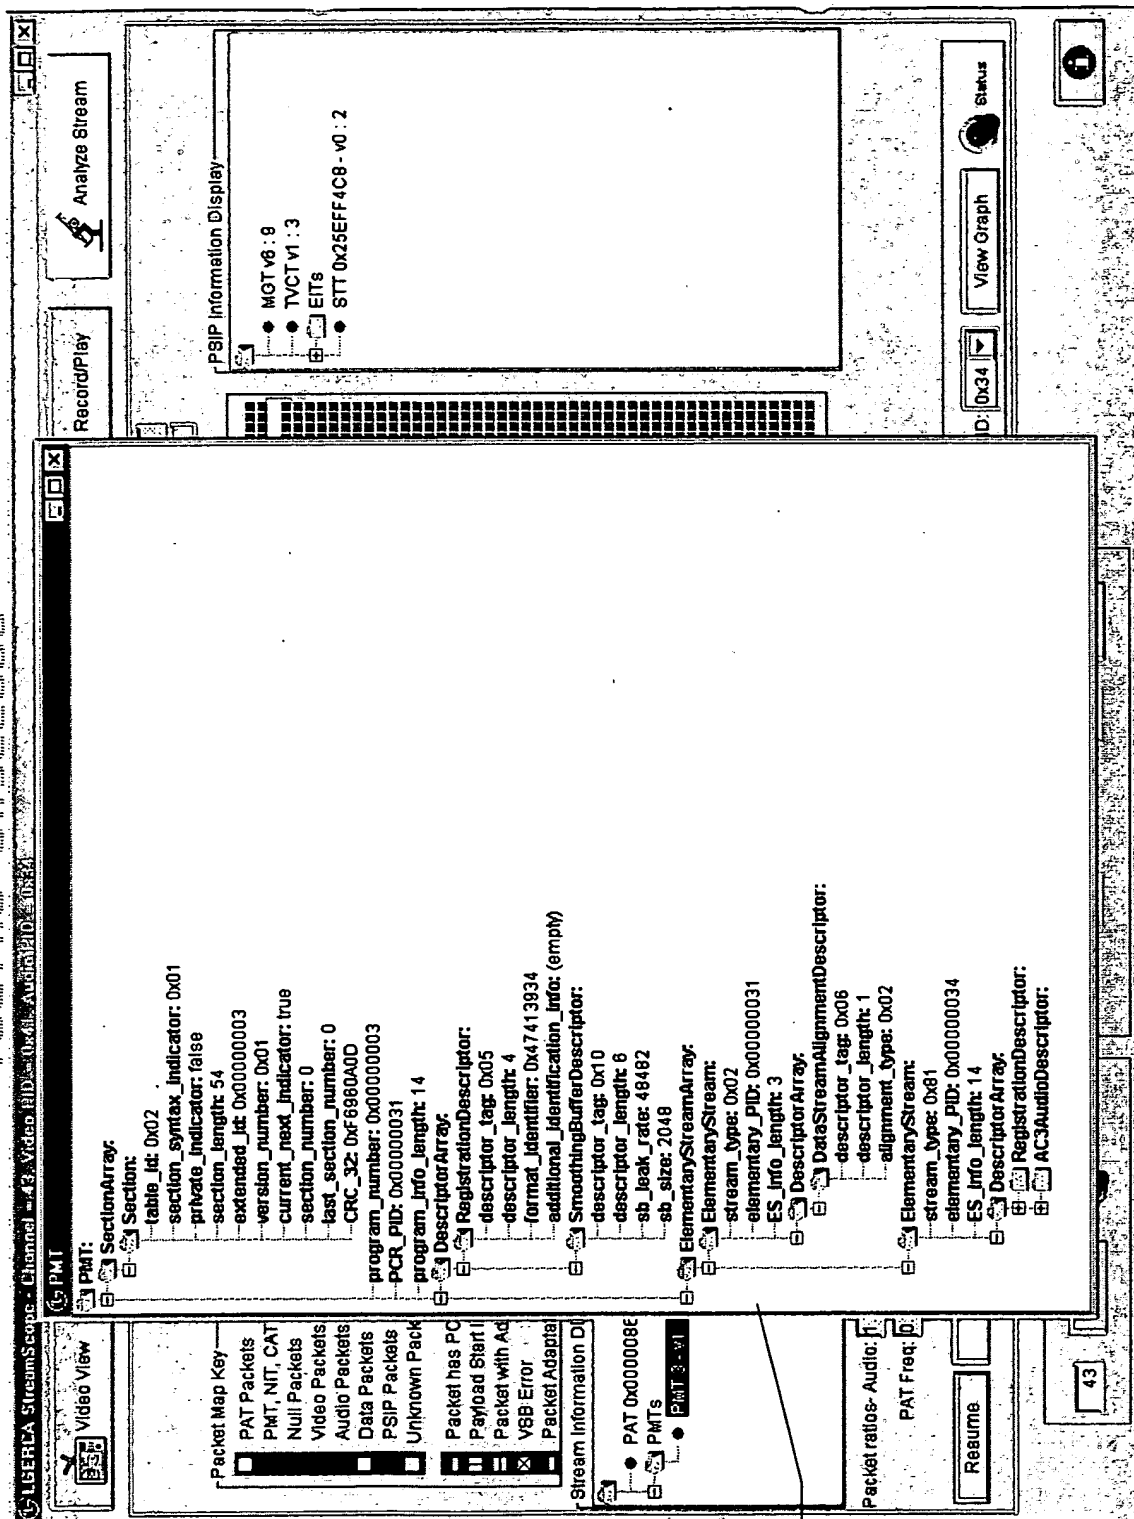 LGERCA StreamScope - Channel - 43 Video PID - 0x31 Audio PID - 0x34
Video View
Record/Play
Analyze Stream
Packet Map Key
PAT Packets
PMT, NIT, CAT
Null Packets
Video Packets
Audio Packets
Data Packets
PSIP Packets
Unknown Pack
Packet has PC
Payload Start I
Packet with Ad
VSB Error
Packet Adapta
Stream Information Di
PAT 0x000008E
PMTs
PMT 3 - v1
Packet ratios- Audio: 1
PAT Freq: 0
Resume
43
PMT
PMT:
SectionArray:
Section:
table_id: 0x02
section_syntax_indicator: 0x01
private_indicator: false
section_length: 54
extended_id: 0x00000003
version_number: 0x01
current_next_indicator: true
section_number: 0
last_section_number: 0
CRC_32: 0xF6960A0D
program_number: 0x00000003
PCR_PID: 0x00000031
program_info_length: 14
DescriptorArray:
RegistrationDescriptor:
descriptor_tag: 0x05
descriptor_length: 4
format_identifier: 0x47413934
additional_identification_info: (empty)
SmoothingBufferDescriptor:
descriptor_tag: 0x10
descriptor_length: 6
sb_leak_rate: 48482
sb_size: 2048
ElementaryStreamArray:
ElementaryStream:
stream_type: 0x02
elementary_PID: 0x00000031
ES_info_length: 3
DescriptorArray:
DataStreamAlignmentDescriptor:
descriptor_tag: 0x06
descriptor_length: 1
alignment_type: 0x02
ElementaryStream:
stream_type: 0x81
elementary_PID: 0x00000034
ES_info_length: 14
DescriptorArray:
RegistrationDescriptor:
AC3AudioDescriptor:
PSIP Information Display
MGT v6 : 9
TVCT v1 : 3
EITs
STT 0x25EFF4C8 - v0 : 2
ID: 0x34
View Graph
Status